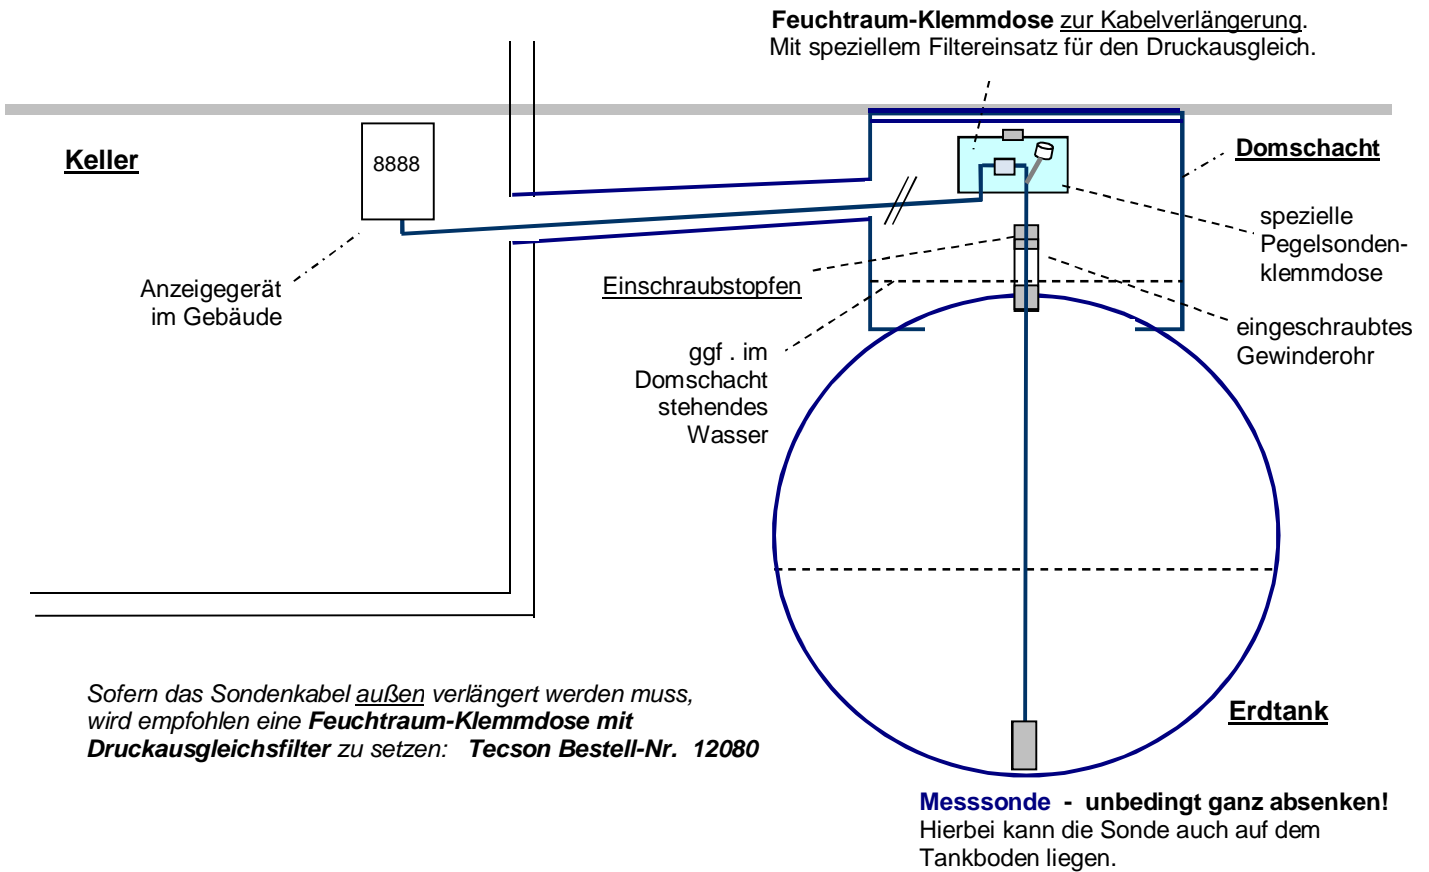 Feuchtraum-Klemmdose zur Kabelverlängerung.
Mit speziellem Filtereinsatz für den Druckausgleich.
Keller
8888
Domschacht
spezielle
Pegelsonden-
klemmdose
Einschraubstopfen
Anzeigegerät
im Gebäude
eingeschraubtes
Gewinderohr
ggf . im
Domschacht
stehendes
Wasser
Sofern das Sondenkabel außen verlängert werden muss,
wird empfohlen eine Feuchtraum-Klemmdose mit
Druckausgleichsfilter zu setzen: Tecson Bestell-Nr. 12080
Erdtank
Messsonde - unbedingt ganz absenken!
Hierbei kann die Sonde auch auf dem
Tankboden liegen.